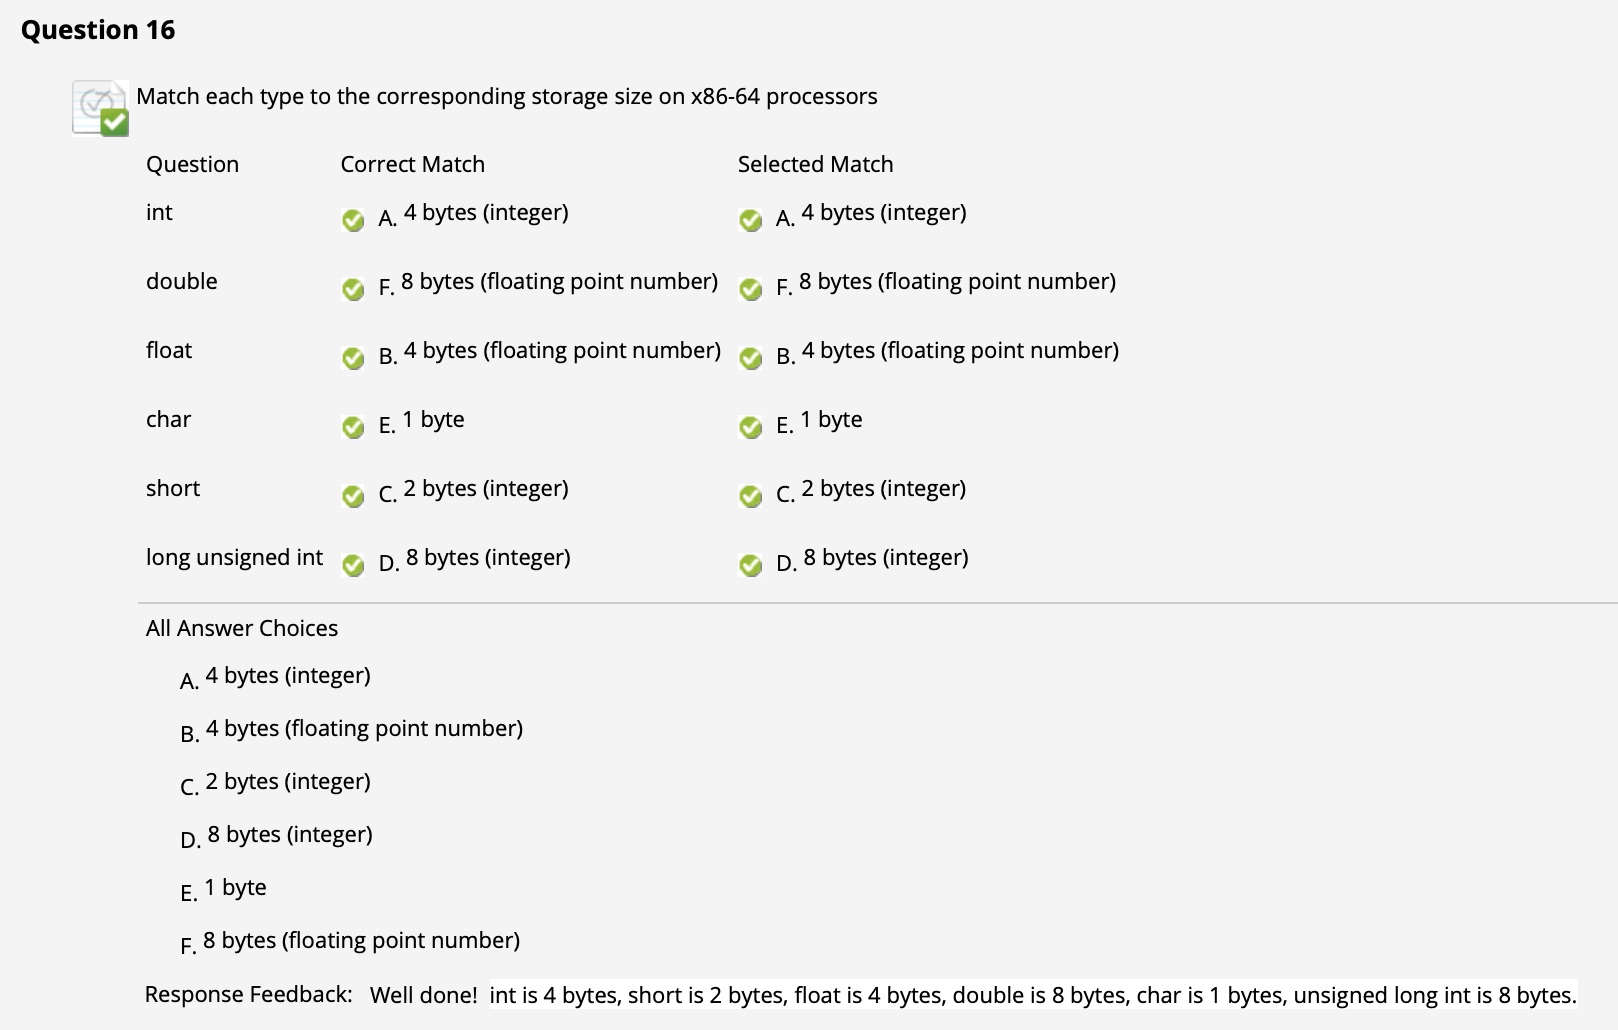 Question 16
Match each type to the corresponding storage size on x86-64 processors
Question Correct Match Selected Match
int A. 4 bytes (integer) A. 4 bytes (integer)
double F. 8 bytes (floating point number) F. 8 bytes (floating point number)
float B. 4 bytes (floating point number) B. 4 bytes (floating point number)
char E. 1 byte E. 1 byte
short C. 2 bytes (integer) C. 2 bytes (integer)
long unsigned int D. 8 bytes (integer) D. 8 bytes (integer)
All Answer Choices
A. 4 bytes (integer)
B. 4 bytes (floating point number)
C. 2 bytes (integer)
D. 8 bytes (integer)
E. 1 byte
F. 8 bytes (floating point number)
Response Feedback: Well done! int is 4 bytes, short is 2 bytes, float is 4 bytes, double is 8 bytes, char is 1 bytes, unsigned long int is 8 bytes.